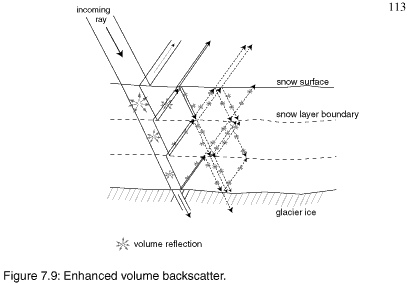 113
incoming
ray
snow surface
snow layer boundary
glacier ice
volume reflection
Figure 7.9: Enhanced volume backscatter.